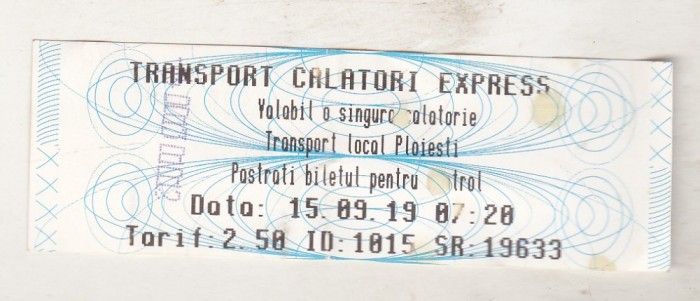 TRANSPORT CALATORI EXPRESS
Valabil o singura calatorie
Transport local Ploiesti
Pastrati biletul pentru trol
Data: 15.09.19 07:20
Tarif:2.50 ID:1015 SR:19633